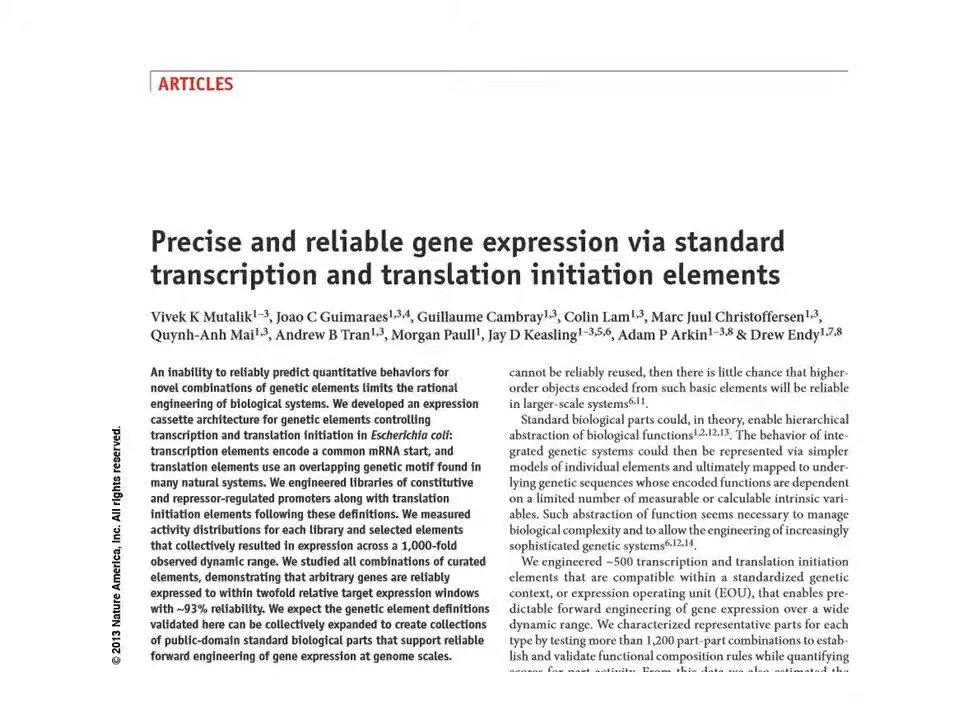 ARTICLES
Precise and reliable gene expression via standard
transcription and translation initiation elements
Vivek K Mutalik1–3, Joao C Guimaraes1,3,4, Guillaume Cambray1,3, Colin Lam1,3, Marc Juul Christoffersen1,3,
Quynh-Anh Mai1,3, Andrew B Tran1,3, Morgan Paull1, Jay D Keasling1–3,5,6, Adam P Arkin1–3,8 & Drew Endy1,7,8
An inability to reliably predict quantitative behaviors for
novel combinations of genetic elements limits the rational
engineering of biological systems. We developed an expression
cassette architecture for genetic elements controlling
transcription and translation initiation in Escherichia coli:
transcription elements encode a common mRNA start, and
translation elements use an overlapping genetic motif found in
many natural systems. We engineered libraries of constitutive
and repressor-regulated promoters along with translation
initiation elements following these definitions. We measured
activity distributions for each library and selected elements
that collectively resulted in expression across a 1,000-fold
observed dynamic range. We studied all combinations of curated
elements, demonstrating that arbitrary genes are reliably
expressed to within twofold relative target expression windows
with ~93% reliability. We expect the genetic element definitions
validated here can be collectively expanded to create collections
of public-domain standard biological parts that support reliable
forward engineering of gene expression at genome scales.
cannot be reliably reused, then there is little chance that higher-
order objects encoded from such basic elements will be reliable
in larger-scale systems6,11.
Standard biological parts could, in theory, enable hierarchical
abstraction of biological functions1,2,12,13. The behavior of inte-
grated genetic systems could then be represented via simpler
models of individual elements and ultimately mapped to under-
lying genetic sequences whose encoded functions are dependent
on a limited number of measurable or calculable intrinsic vari-
ables. Such abstraction of function seems necessary to manage
biological complexity and to allow the engineering of increasingly
sophisticated genetic systems6,12,14.
We engineered ~500 transcription and translation initiation
elements that are compatible within a standardized genetic
context, or expression operating unit (EOU), that enables pre-
dictable forward engineering of gene expression over a wide
dynamic range. We characterized representative parts for each
type by testing more than 1,200 part-part combinations to estab-
lish and validate functional composition rules while quantifying
© 2013 Nature America, Inc. All rights reserved.